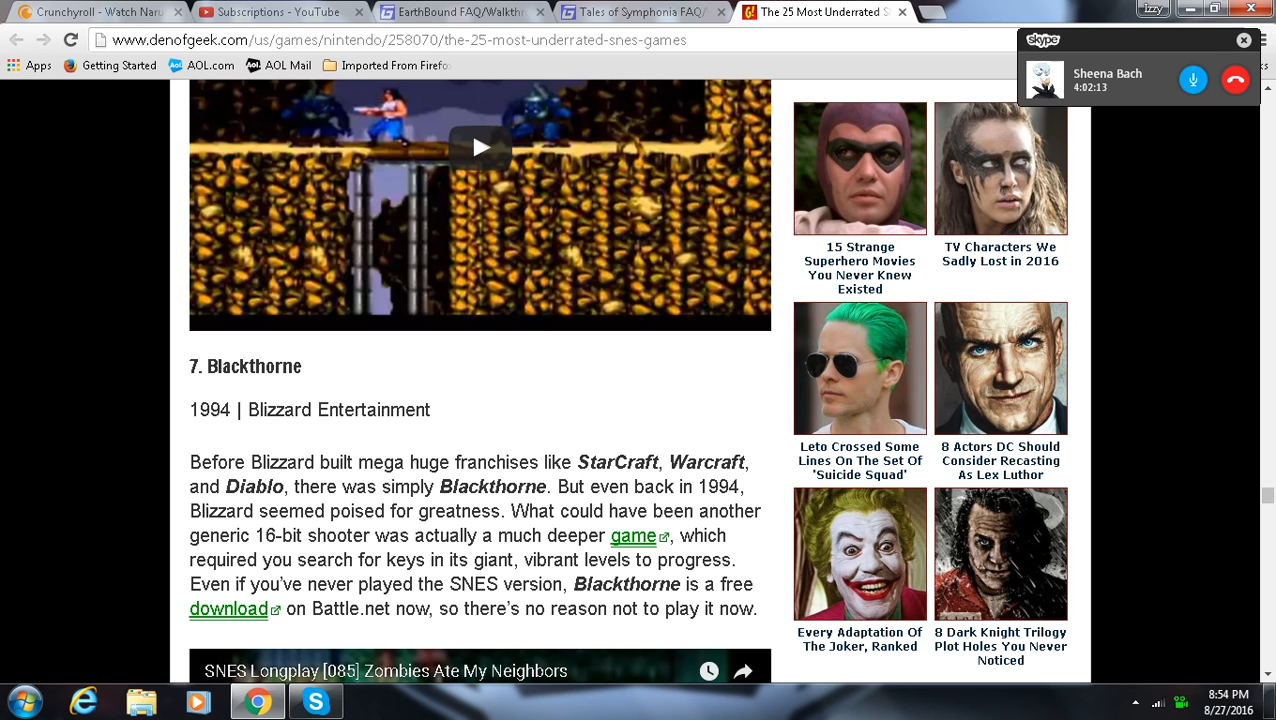 Crunchyroll - Watch Naru
Subscriptions - YouTube
EarthBound FAQ/Walkthr
Tales of Symphonia FAQ/
The 25 Most Underrated S
Izzy
www.denofgeek.com/us/games/nintendo/258070/the-25-most-underrated-snes-games
Apps
Getting Started
AOL.com
AOL Mail
Imported From Firefo
skype
Sheena Bach
4:02:13
7. Blackthorne
1994 | Blizzard Entertainment
Before Blizzard built mega huge franchises like StarCraft, Warcraft,
and Diablo, there was simply Blackthorne. But even back in 1994,
Blizzard seemed poised for greatness. What could have been another
generic 16-bit shooter was actually a much deeper game, which
required you search for keys in its giant, vibrant levels to progress.
Even if you've never played the SNES version, Blackthorne is a free
download on Battle.net now, so there's no reason not to play it now.
SNES Longplay [085] Zombies Ate My Neighbors
15 Strange
Superhero Movies
You Never Knew
Existed
TV Characters We
Sadly Lost in 2016
Leto Crossed Some
Lines On The Set Of
'Suicide Squad'
8 Actors DC Should
Consider Recasting
As Lex Luthor
Every Adaptation Of
The Joker, Ranked
8 Dark Knight Trilogy
Plot Holes You Never
Noticed
8:54 PM
8/27/2016